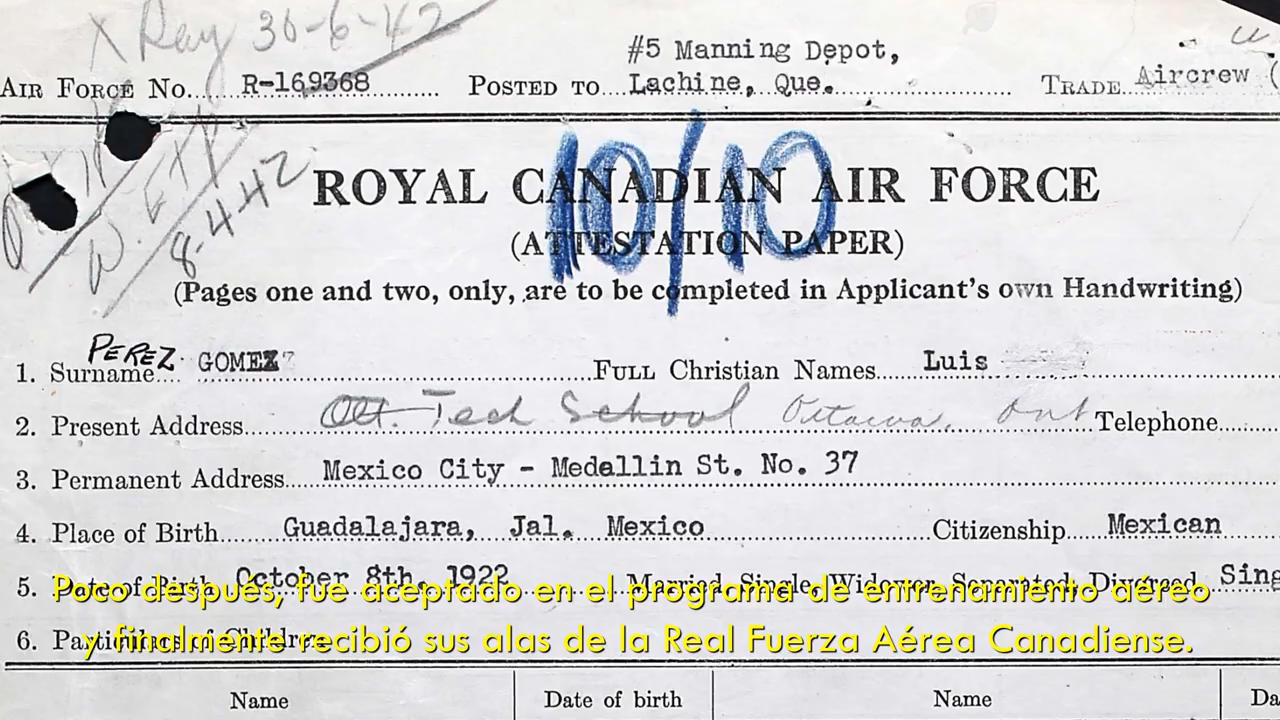 X Ray 30-6-42
#5 Manning Depot,
AIR FORCE NO. R-169368 POSTED TO Lachine, Que. TRADE Aircrew (
8-4-42
10/10
ROYAL CANADIAN AIR FORCE
(ATTESTATION PAPER)
(Pages one and two, only, are to be completed in Applicant's own Handwriting)
1. Surname PEREZ GOMEZ FULL Christian Names Luis
2. Present Address Ott. Tech School Ottawa. Ont Telephone
3. Permanent Address Mexico City - Medellin St. No. 37
4. Place of Birth Guadalajara, Jal. Mexico Citizenship Mexican
5. Date of Birth October 8th, 1922 Married, Single, Widower, Separated, Divorced Sing
Poco después, fue aceptado en el programa de entrenamiento aéreo
6. Particulars of Children
y finalmente recibió sus alas de la Real Fuerza Aérea Canadiense.
Name Date of birth Name Da